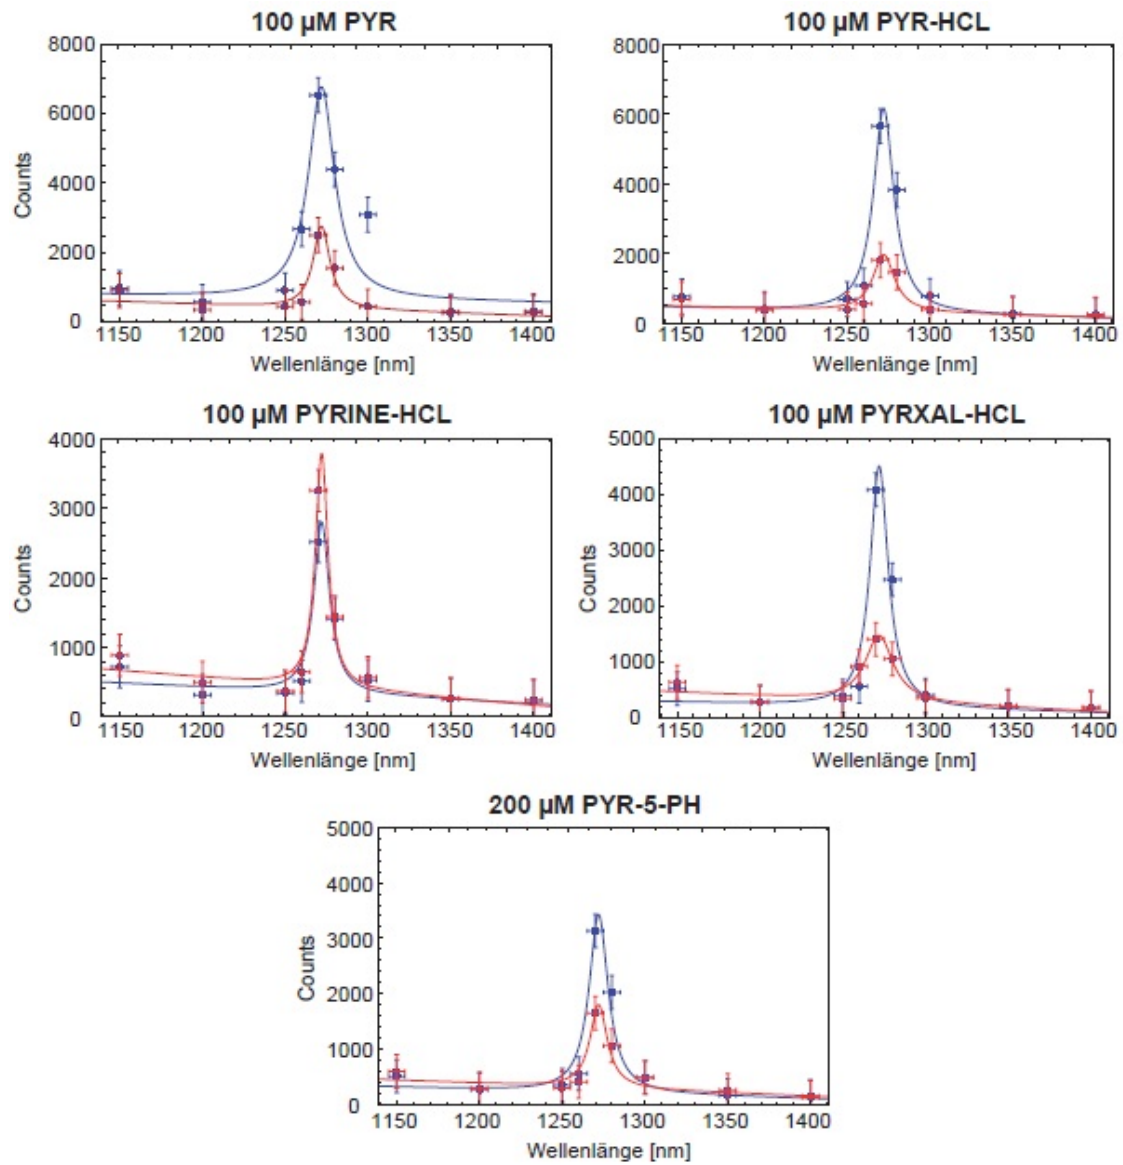 100 µM PYR
8000
6000
4000
2000
0
Counts
1150 1200 1250 1300 1350 1400
Wellenlänge [nm]
100 µM PYR-HCL
8000
6000
4000
2000
0
Counts
1150 1200 1250 1300 1350 1400
Wellenlänge [nm]
100 µM PYRINE-HCL
4000
3000
2000
1000
0
Counts
1150 1200 1250 1300 1350 1400
Wellenlänge [nm]
100 µM PYRXAL-HCL
5000
4000
3000
2000
1000
0
Counts
1150 1200 1250 1300 1350 1400
Wellenlänge [nm]
200 µM PYR-5-PH
5000
4000
3000
2000
1000
0
Counts
1150 1200 1250 1300 1350 1400
Wellenlänge [nm]